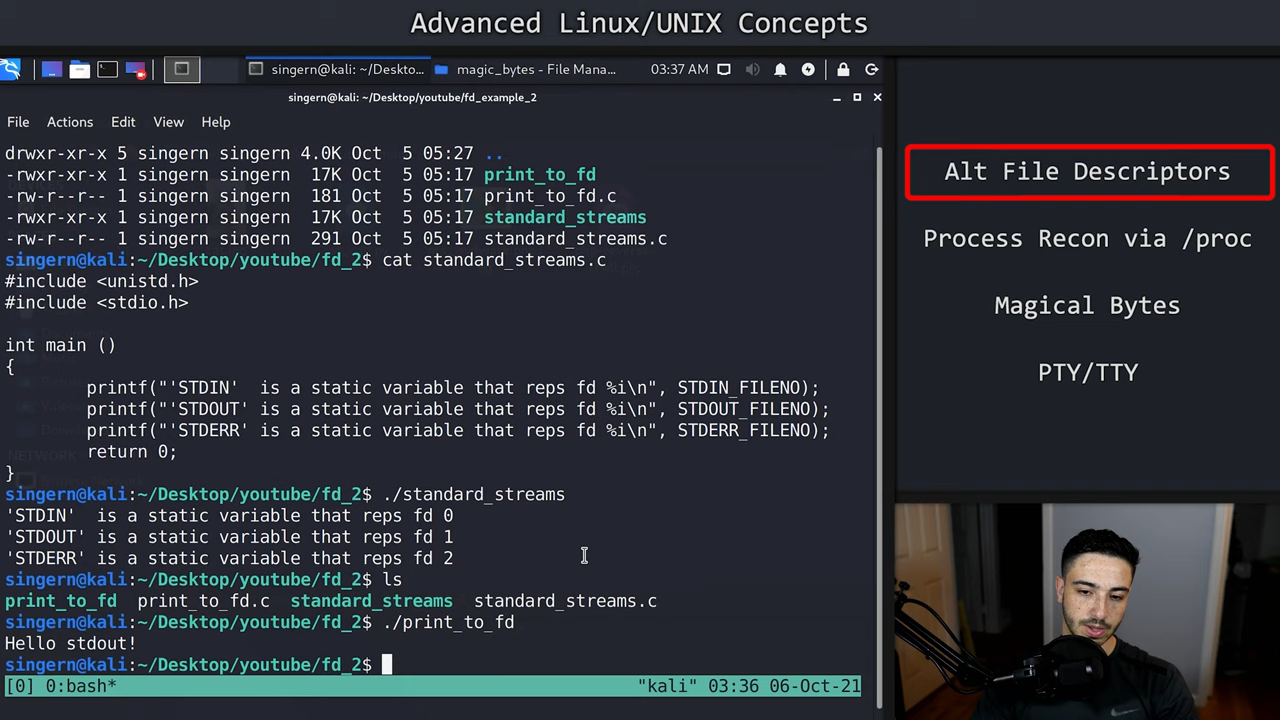 Advanced Linux/UNIX Concepts
singern@kali: ~/Deskto...
magic_bytes - File Mana...
03:37 AM
singern@kali: ~/Desktop/youtube/fd_example_2
File Actions Edit View Help
drwxr-xr-x 5 singern singern 4.0K Oct  5 05:27 ..
-rwxr-xr-x 1 singern singern  17K Oct  5 05:17 print_to_fd
-rw-r--r-- 1 singern singern  181 Oct  5 05:17 print_to_fd.c
-rwxr-xr-x 1 singern singern  17K Oct  5 05:17 standard_streams
-rw-r--r-- 1 singern singern  291 Oct  5 05:17 standard_streams.c
singern@kali:~/Desktop/youtube/fd_2$ cat standard_streams.c
#include <unistd.h>
#include <stdio.h>
int main ()
{
printf("'STDIN'  is a static variable that reps fd %i\n", STDIN_FILENO);
printf("'STDOUT' is a static variable that reps fd %i\n", STDOUT_FILENO);
printf("'STDERR' is a static variable that reps fd %i\n", STDERR_FILENO);
return 0;
}
singern@kali:~/Desktop/youtube/fd_2$ ./standard_streams
'STDIN'  is a static variable that reps fd 0
'STDOUT' is a static variable that reps fd 1
'STDERR' is a static variable that reps fd 2
singern@kali:~/Desktop/youtube/fd_2$ ls
print_to_fd  print_to_fd.c  standard_streams  standard_streams.c
singern@kali:~/Desktop/youtube/fd_2$ ./print_to_fd
Hello stdout!
singern@kali:~/Desktop/youtube/fd_2$
[0] 0:bash* "kali" 03:36 06-Oct-21
Alt File Descriptors
Process Recon via /proc
Magical Bytes
PTY/TTY